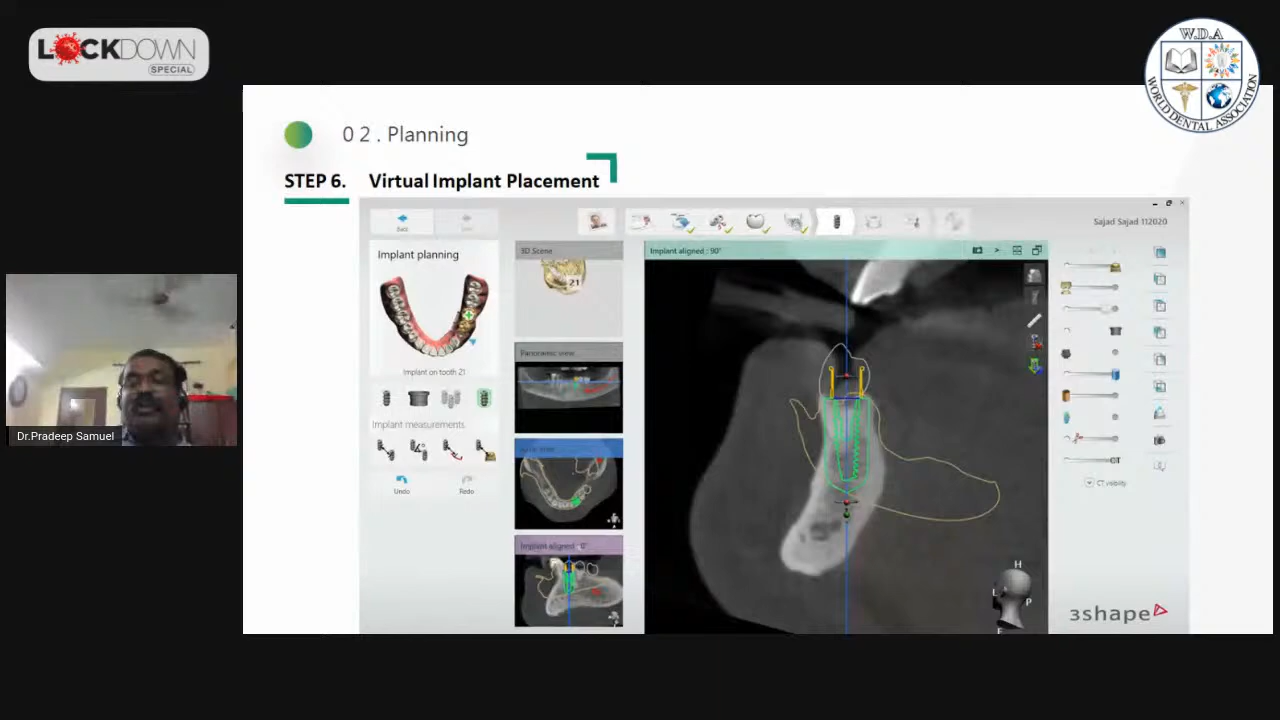 LOCKDOWN
SPECIAL
W.D.A
WORLD DENTAL ASSOCIATION
02. Planning
STEP 6. Virtual Implant Placement
Back
Sajad Sajad 112020
Implant planning
3D Scene
Implant aligned : 90°
21
Panoramic view
Implant on tooth 21
Implant measurements
Dr.Pradeep Samuel
Undo
Redo
CT visibility
Implant aligned : 0°
H
L
P
F
3shape